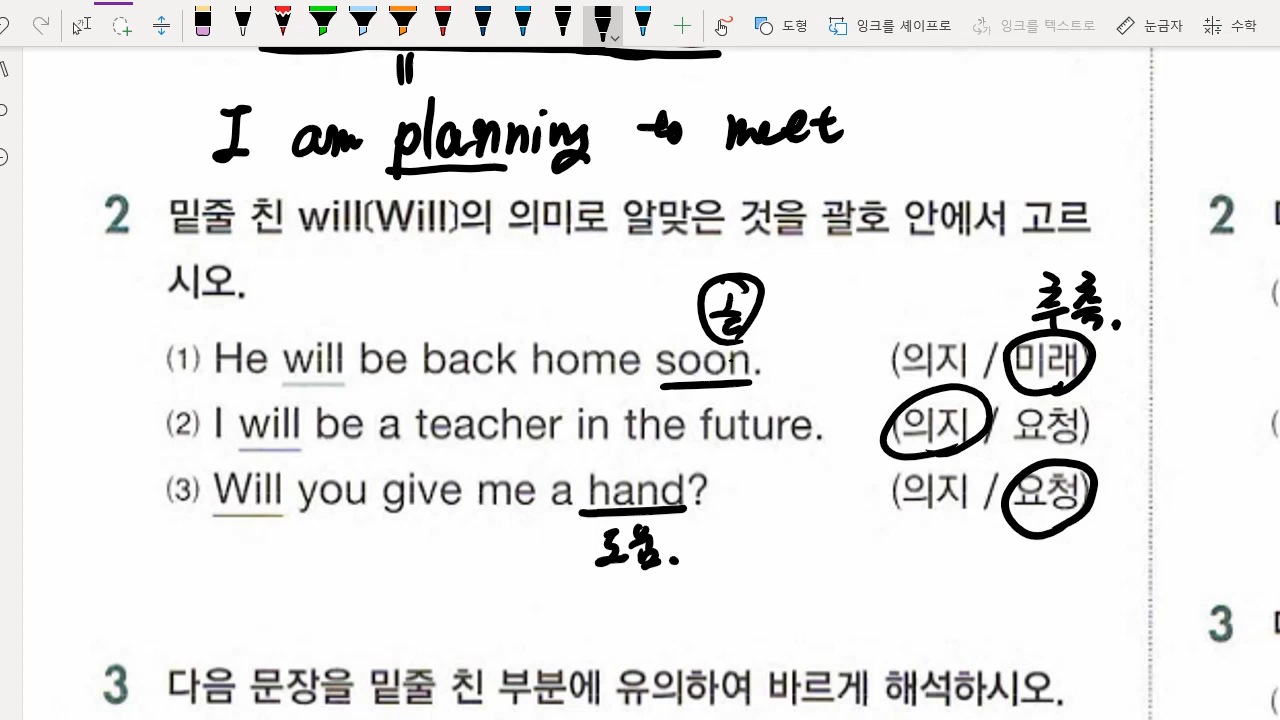 도형 잉크를 셰이프로 잉크를 텍스트로 눈금자 수학
I am planning to meet
2 밑줄 친 will(Will)의 의미로 알맞은 것을 괄호 안에서 고르
시오.
추측.
(1) He will be back home soon. (의지 / 미래)
(2) I will be a teacher in the future. (의지 / 요청)
(3) Will you give me a hand? (의지 / 요청)
도움.
3 다음 문장을 밑줄 친 부분에 유의하여 바르게 해석하시오.
2
3